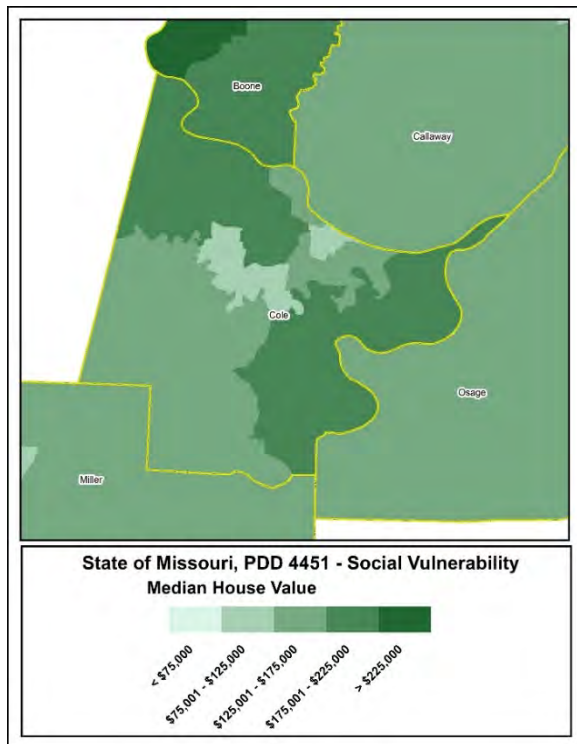 Boone
Callaway
Cole
Osage
Miller
State of Missouri, PDD 4451 - Social Vulnerability
Median House Value
< $75,000
$75,001 - $125,000
$125,001 - $175,000
$175,001 - $225,000
> $225,000